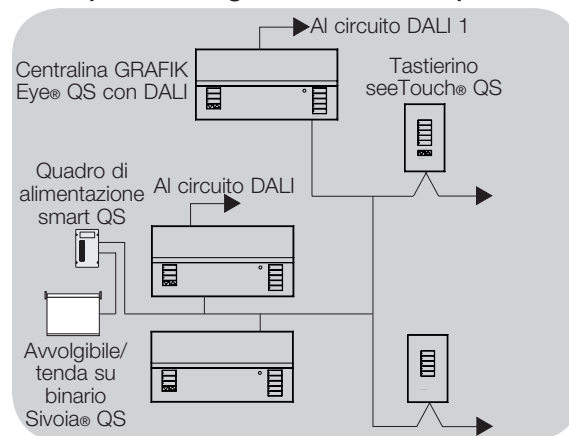 Al circuito DALI 1
Centralina GRAFIK
Eye® QS con DALI
Tastierino
seeTouch® QS
Quadro di
alimentazione
smart QS
Al circuito DALI
Avvolgibile/
tenda su
binario
Sivoia® QS